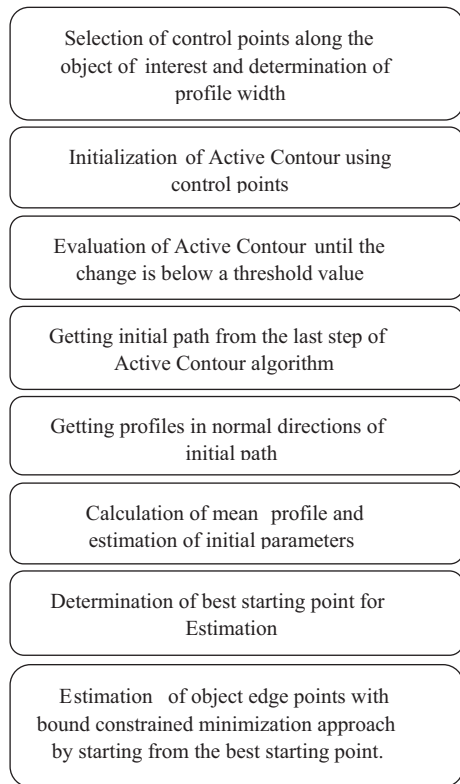 Selection of control points along the
object of interest and determination of
profile width
Initialization of Active Contour using
control points
Evaluation of Active Contour until the
change is below a threshold value
Getting initial path from the last step of
Active Contour algorithm
Getting profiles in normal directions of
initial path
Calculation of mean profile and
estimation of initial parameters
Determination of best starting point for
Estimation
Estimation of object edge points with
bound constrained minimization approach
by starting from the best starting point.